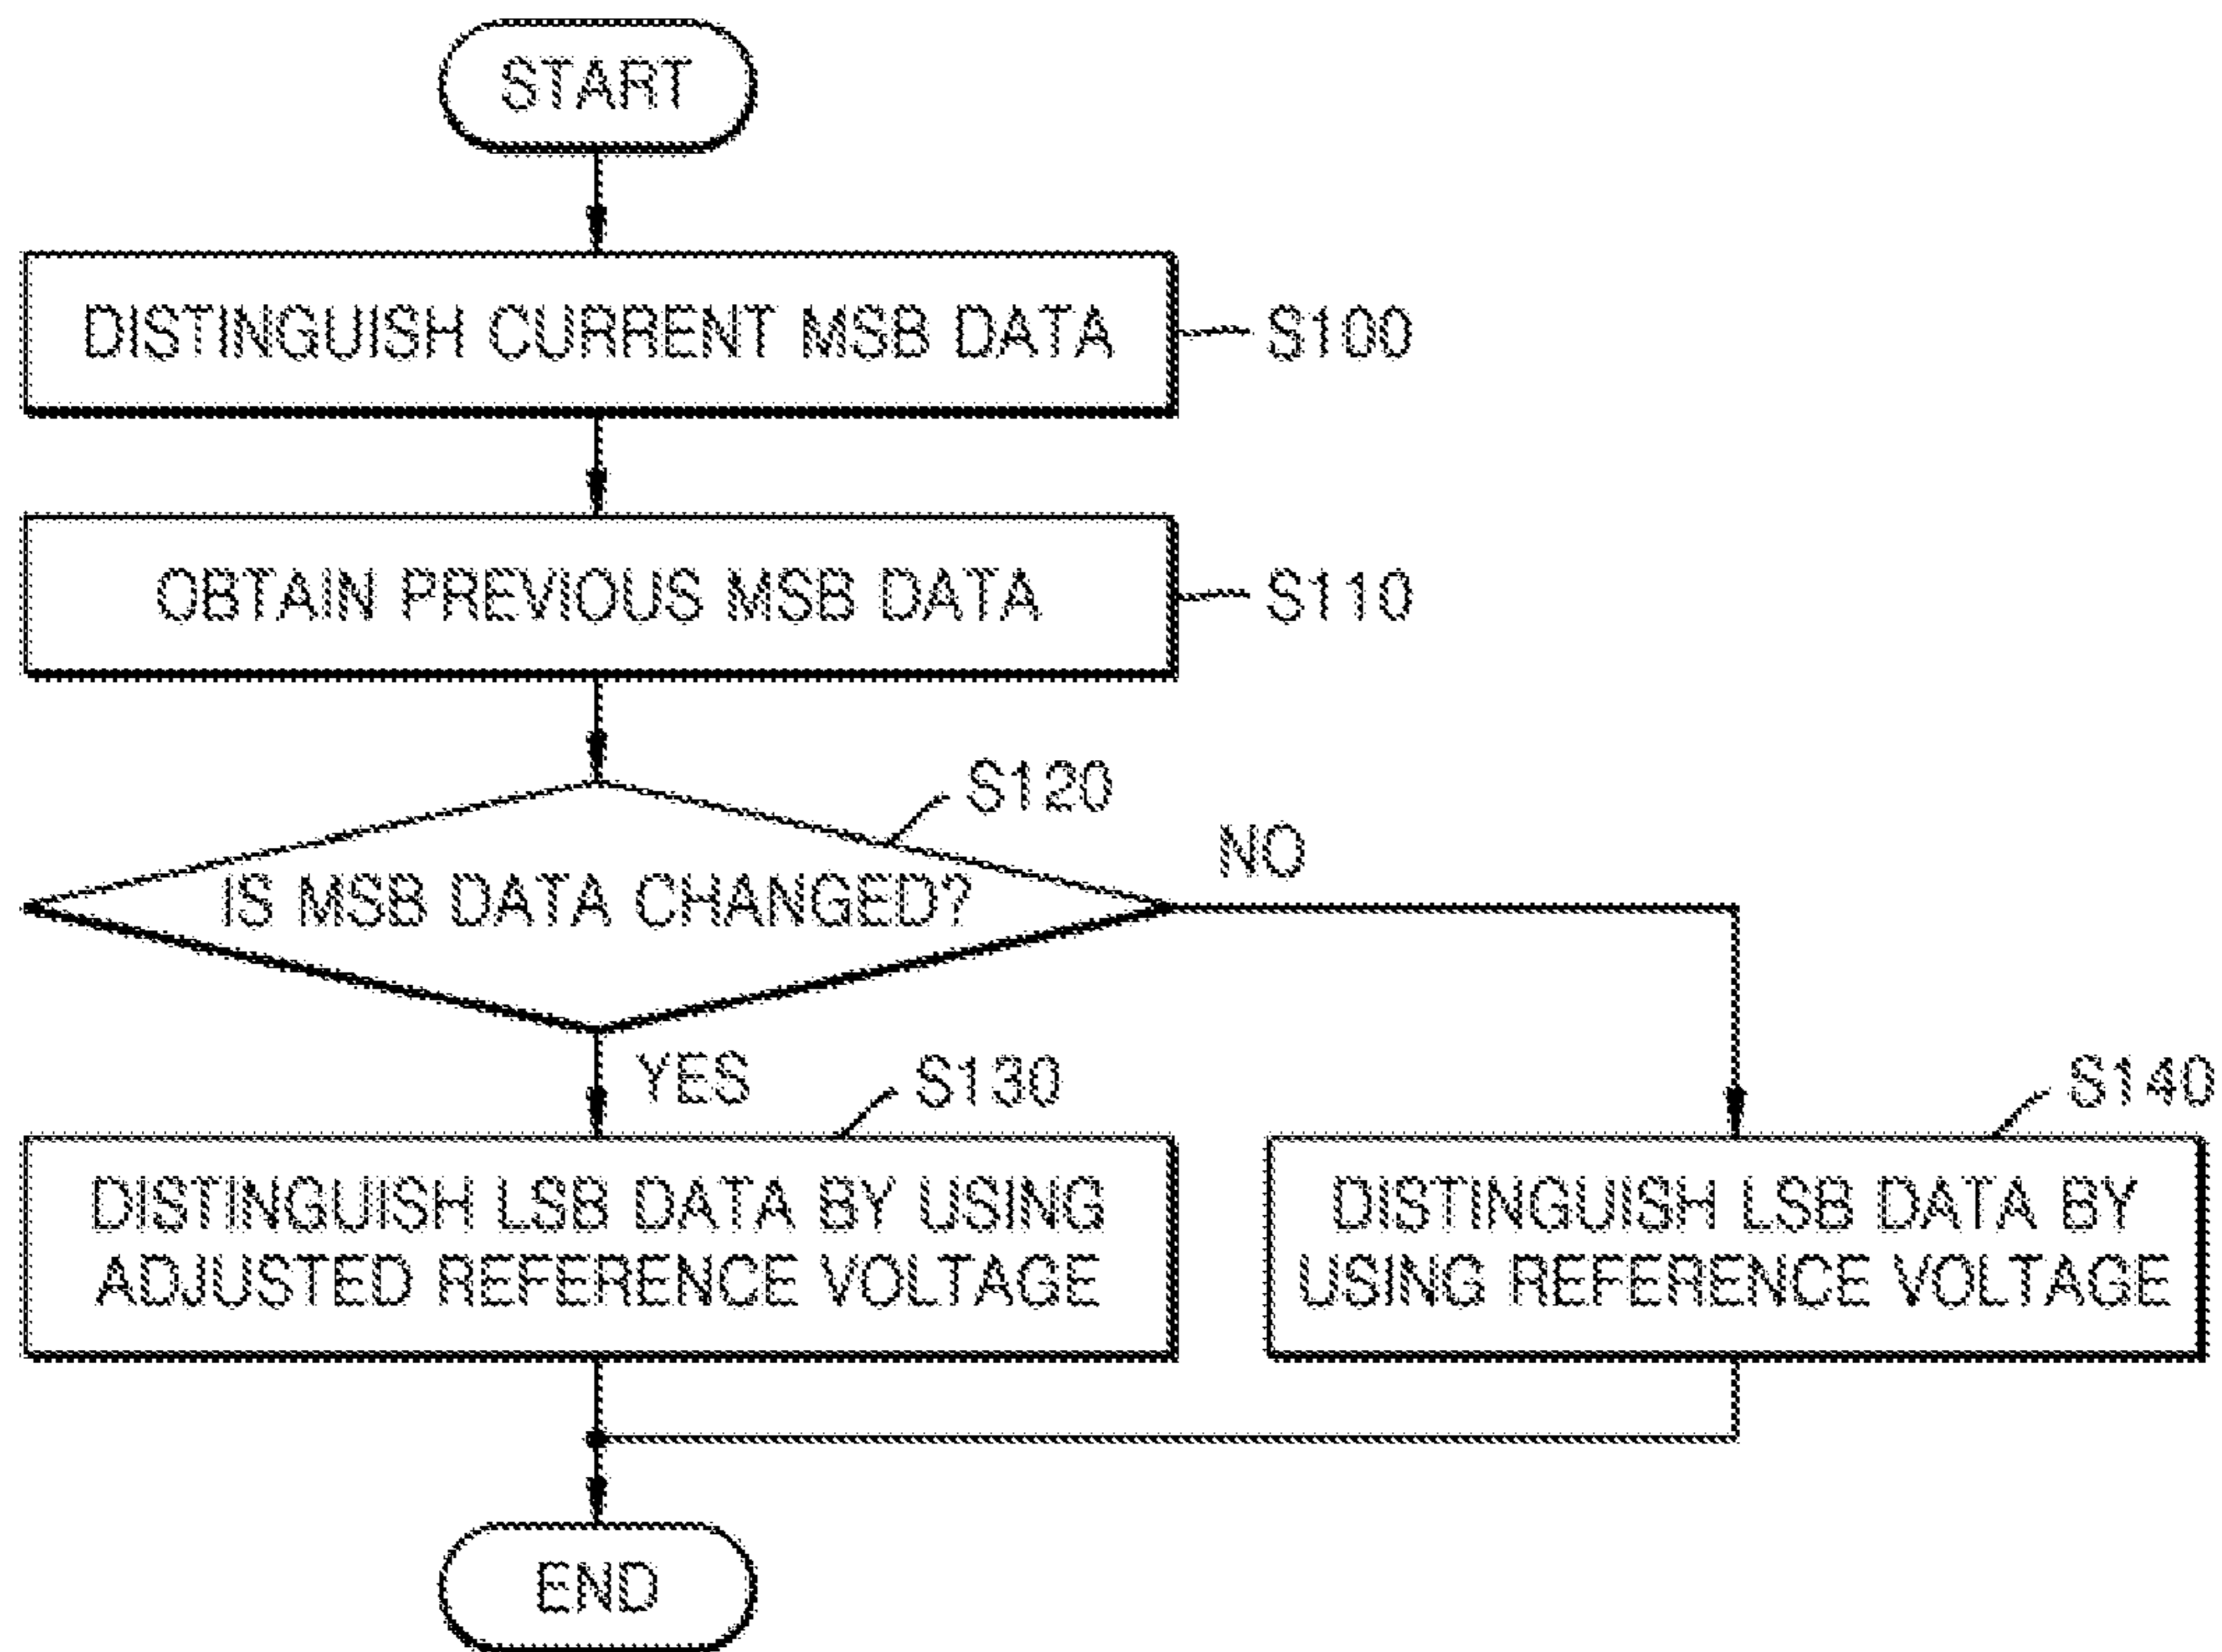 START
DISTINGUISH CURRENT MSB DATA
S100
OBTAIN PREVIOUS MSB DATA
S110
S120
IS MSB DATA CHANGED?
NO
YES
S130
S140
DISTINGUISH LSB DATA BY USING
ADJUSTED REFERENCE VOLTAGE
DISTINGUISH LSB DATA BY
USING REFERENCE VOLTAGE
END